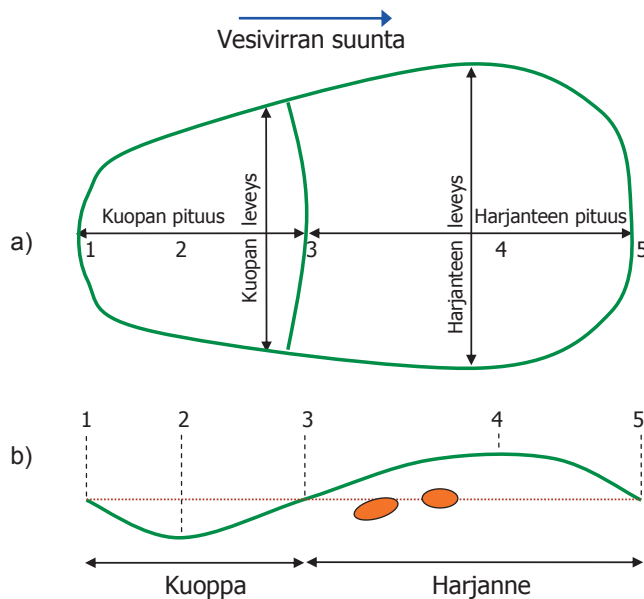 Vesivirran suunta
Kuopan pituus
Kuopan leveys
Harjanteen leveys
Harjanteen pituus
a)
1 2 3 4 5
1 2 3 4 5
b)
Kuoppa Harjanne